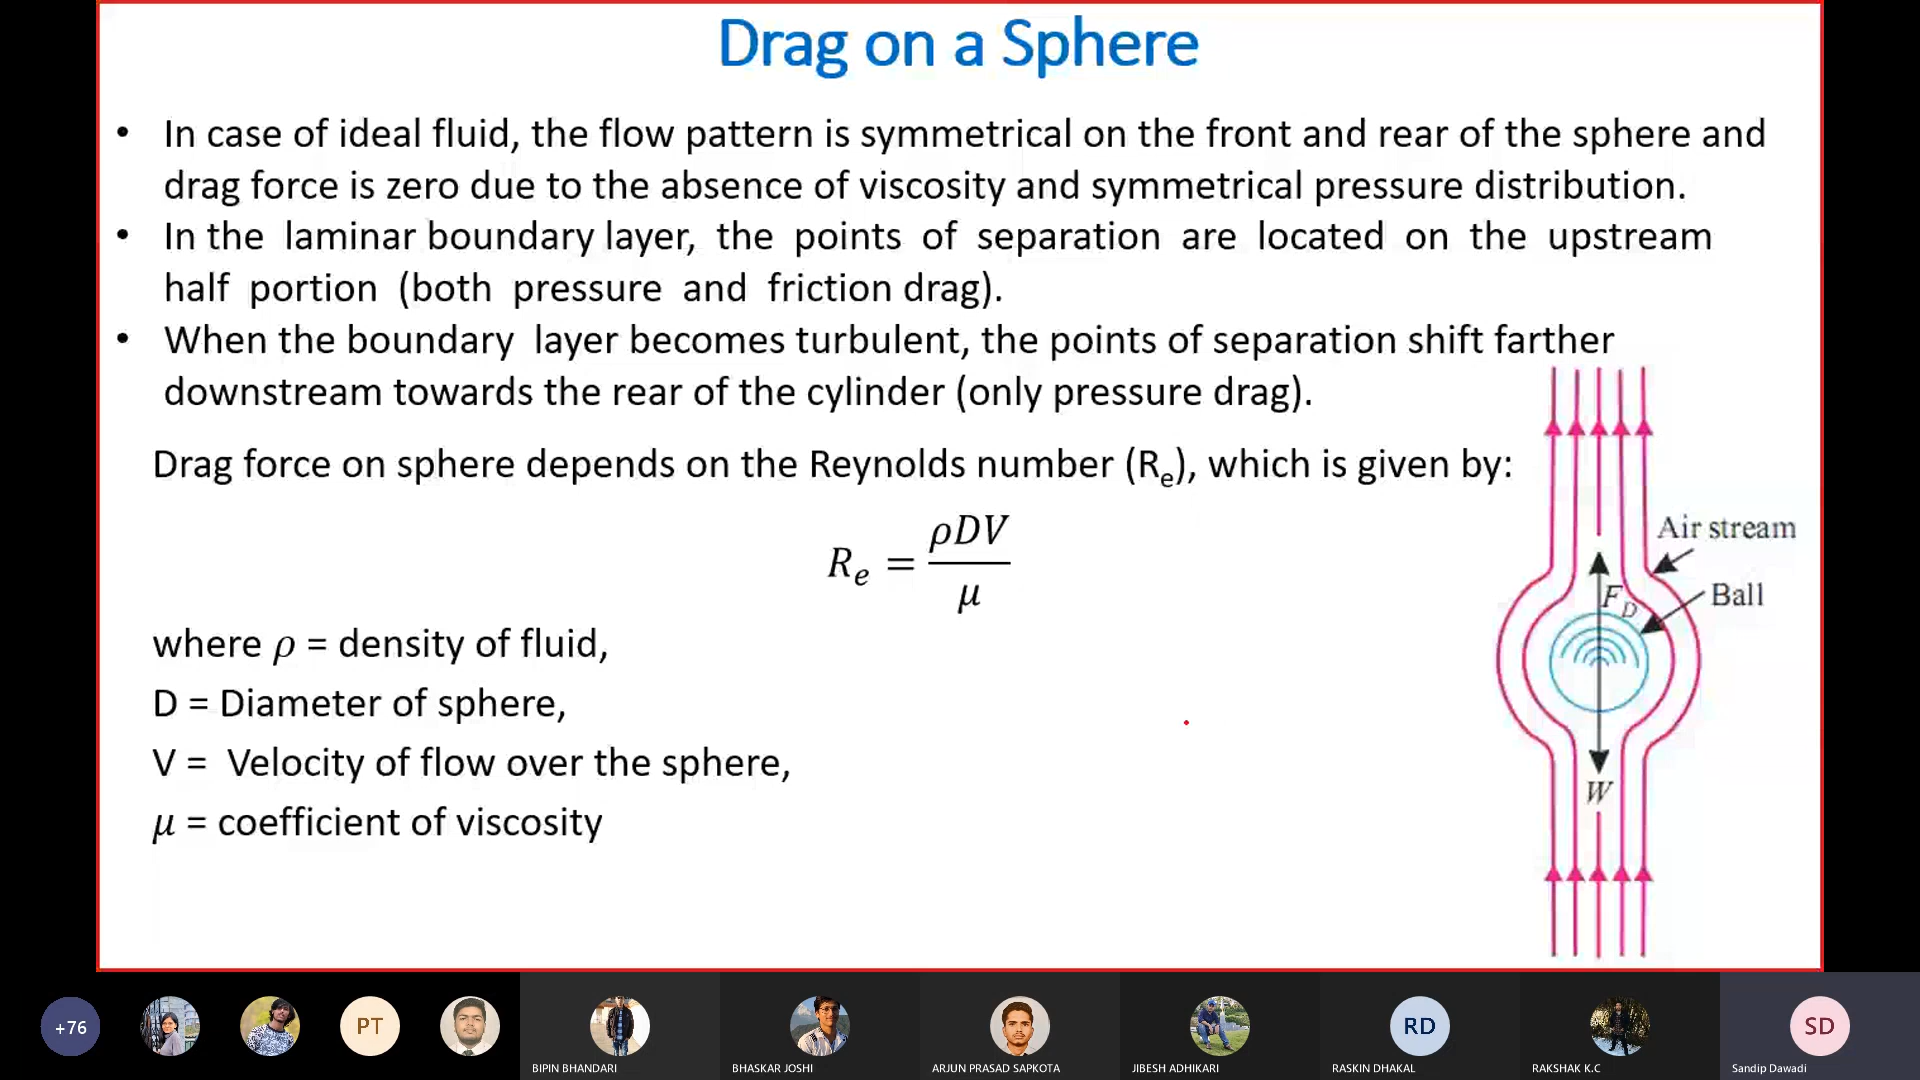 Drag on a Sphere
• In case of ideal fluid, the flow pattern is symmetrical on the front and rear of the sphere and
drag force is zero due to the absence of viscosity and symmetrical pressure distribution.
• In the laminar boundary layer, the points of separation are located on the upstream
half portion (both pressure and friction drag).
• When the boundary layer becomes turbulent, the points of separation shift farther
downstream towards the rear of the cylinder (only pressure drag).
Drag force on sphere depends on the Reynolds number (Rₑ), which is given by:
Rₑ = ρDV / μ
where ρ = density of fluid,
D = Diameter of sphere,
V = Velocity of flow over the sphere,
μ = coefficient of viscosity
Air stream
F_D
Ball
W
+76
PT
RD
SD
BIPIN BHANDARI
BHASKAR JOSHI
ARJUN PRASAD SAPKOTA
JIBESH ADHIKARI
RASKIN DHAKAL
RAKSHAK K.C
Sandip Dawadi